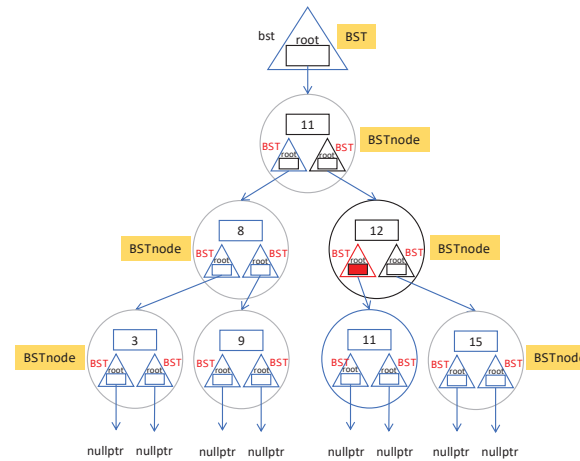 bst root BST
11
BST root root BST BSTnode
8 12
BSTnode BST root root BST BST root root BST BSTnode
3 9 11 15
BSTnode BST root root BST BST root root BST BST root root BST BST root root BST BSTnode
nullptr nullptr nullptr nullptr nullptr nullptr nullptr nullptr